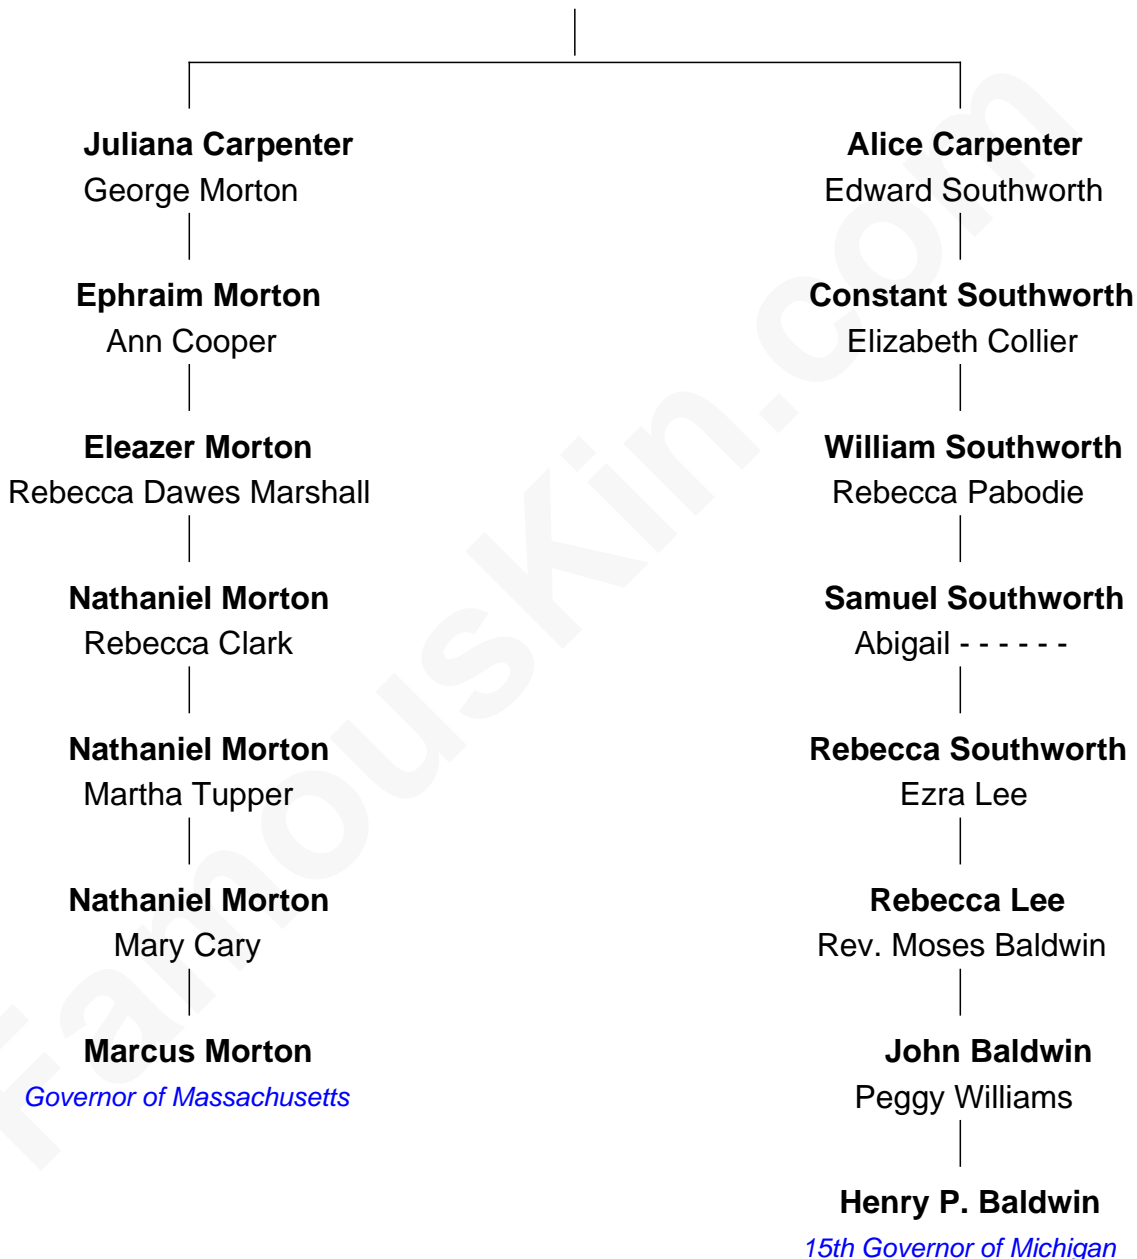 Juliana Carpenter
George Morton
Ephraim Morton
Ann Cooper
Eleazer Morton
Rebecca Dawes Marshall
Nathaniel Morton
Rebecca Clark
Nathaniel Morton
Martha Tupper
Nathaniel Morton
Mary Cary
Marcus Morton
Governor of Massachusetts
Alice Carpenter
Edward Southworth
Constant Southworth
Elizabeth Collier
William Southworth
Rebecca Pabodie
Samuel Southworth
Abigail - - - - - -
Rebecca Southworth
Ezra Lee
Rebecca Lee
Rev. Moses Baldwin
John Baldwin
Peggy Williams
Henry P. Baldwin
15th Governor of Michigan
FamousKin.com